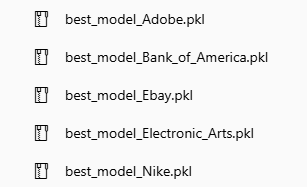 best_model_Adobe.pkl
best_model_Bank_of_America.pkl
best_model_Ebay.pkl
best_model_Electronic_Arts.pkl
best_model_Nike.pkl